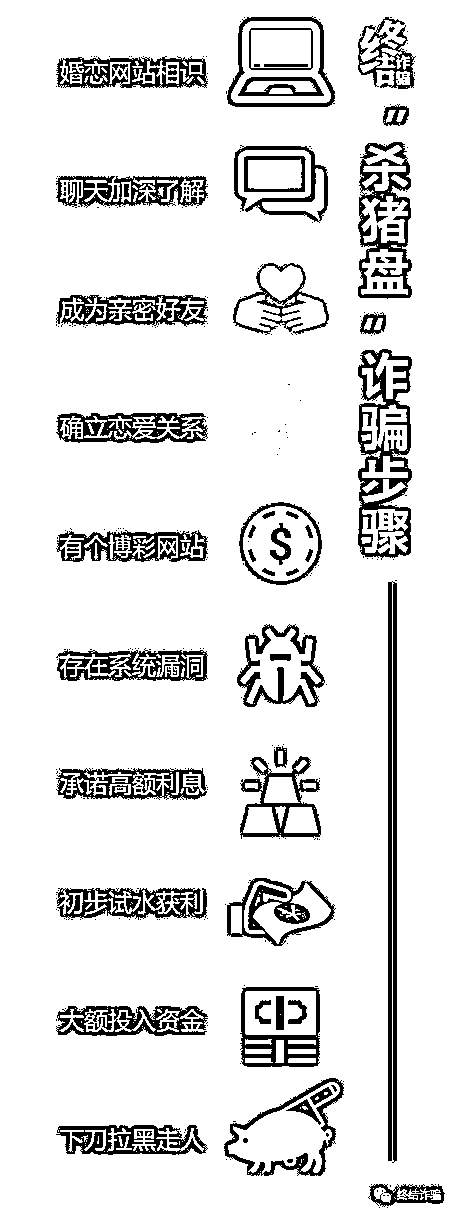 终结诈骗
"杀猪盘"诈骗步骤
婚恋网站相识
聊天加深了解
成为亲密好友
确立恋爱关系
有个博彩网站
存在系统漏洞
承诺高额利息
初步试水获利
大额投入资金
下刀拉黑走人
终结诈骗